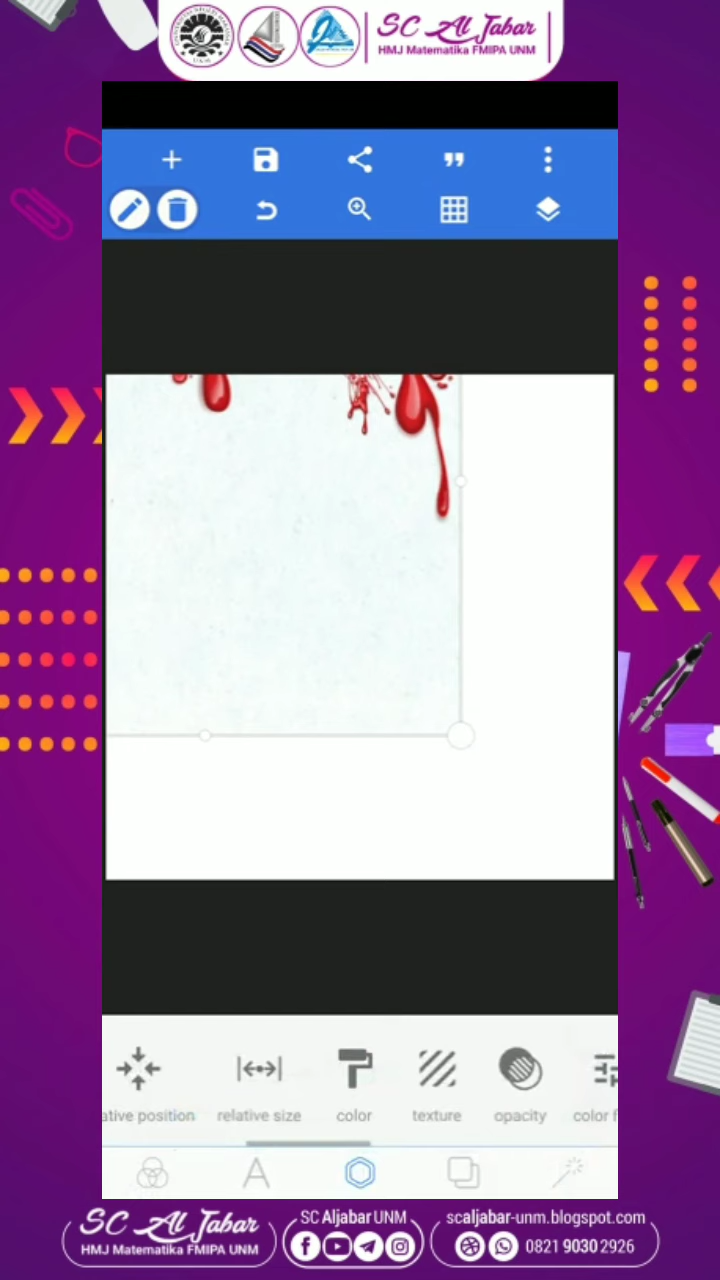 SC Al Jabar
HMJ Matematika FMIPA UNM
ative position
relative size
color
texture
opacity
color f
SC Al Jabar
HMJ Matematika FMIPA UNM
SC Aljabar UNM
scaljabar-unm.blogspot.com
0821 9030 2926